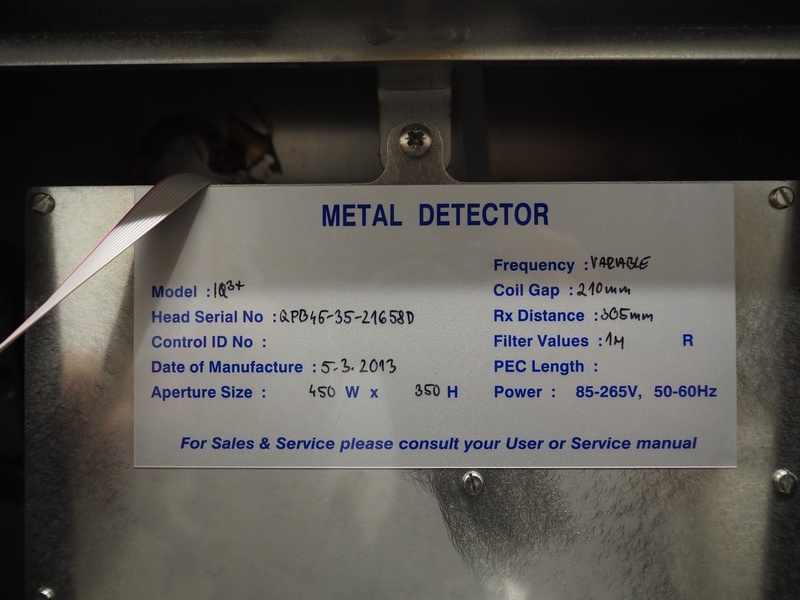 METAL DETECTOR
Frequency : VARIABLE
Model : IQ3+
Coil Gap : 210mm
Head Serial No : QPB45-35-21658D
Rx Distance : 305mm
Control ID No :
Filter Values : 1M R
Date of Manufacture : 5-3.2013
PEC Length :
Aperture Size : 450 W x 350 H
Power : 85-265V, 50-60Hz
For Sales & Service please consult your User or Service manual